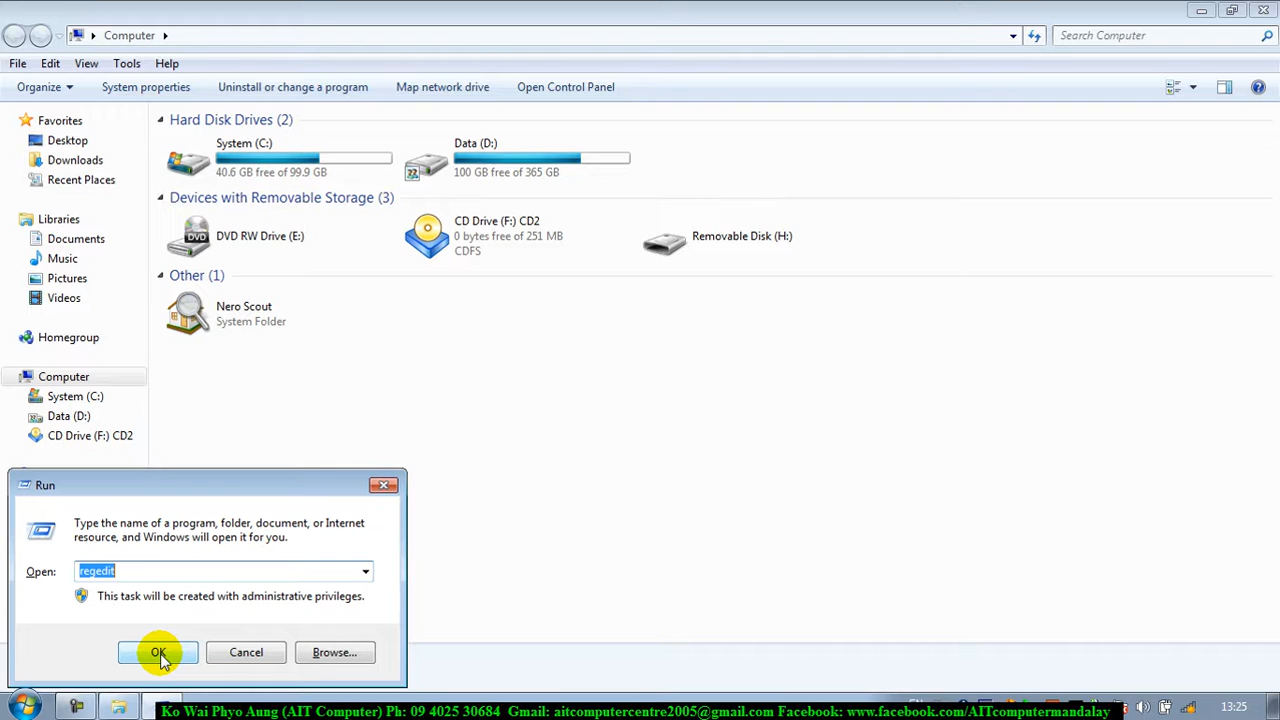 Computer
Search Computer
File Edit View Tools Help
Organize System properties Uninstall or change a program Map network drive Open Control Panel
Favorites
Desktop
Downloads
Recent Places
Libraries
Documents
Music
Pictures
Videos
Homegroup
Computer
System (C:)
Data (D:)
CD Drive (F:) CD2
Hard Disk Drives (2)
System (C:)
40.6 GB free of 99.9 GB
Data (D:)
100 GB free of 365 GB
Devices with Removable Storage (3)
DVD RW Drive (E:)
CD Drive (F:) CD2
0 bytes free of 251 MB
CDFS
Removable Disk (H:)
Other (1)
Nero Scout
System Folder
Run
Type the name of a program, folder, document, or Internet
resource, and Windows will open it for you.
Open: regedit
This task will be created with administrative privileges.
OK Cancel Browse...
Ko Wai Phyo Aung (AIT Computer) Ph: 09 4025 30684 Gmail: aitcomputercentre2005@gmail.com Facebook: www.facebook.com/AITcomputermandalay
13:25